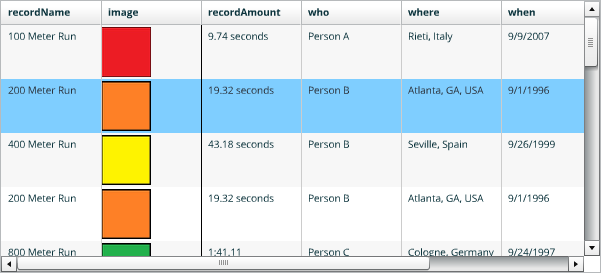 recordName image recordAmount who where when
100 Meter Run 9.74 seconds Person A Rieti, Italy 9/9/2007
200 Meter Run 19.32 seconds Person B Atlanta, GA, USA 9/1/1996
400 Meter Run 43.18 seconds Person B Seville, Spain 9/26/1999
200 Meter Run 19.32 seconds Person B Atlanta, GA, USA 9/1/1996
800 Meter Run 1:41.11 Person C Cologne, Germany 9/24/1997